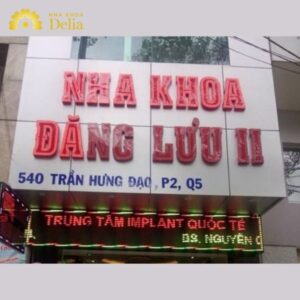 NHA KHOA
Delia
NHA KHOA
ĐĂNG LƯU II
540 TRẦN HƯNG ĐẠO, P2, Q5
TRUNG TÂM IMPLANT QUỐC TẾ
BS. NGUYỄN